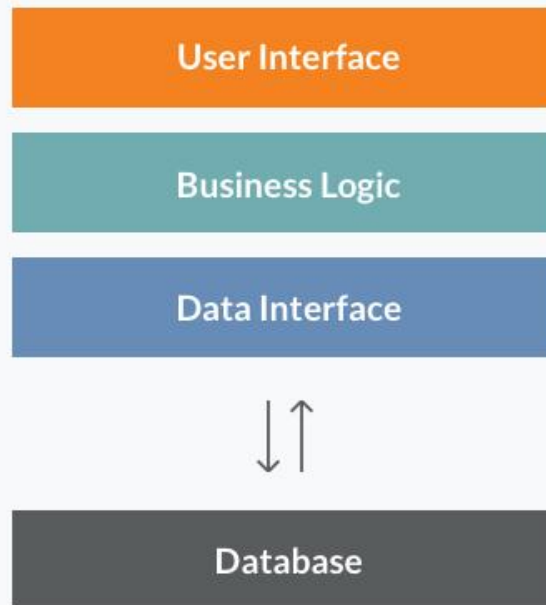 User Interface
Business Logic
Data Interface
Database